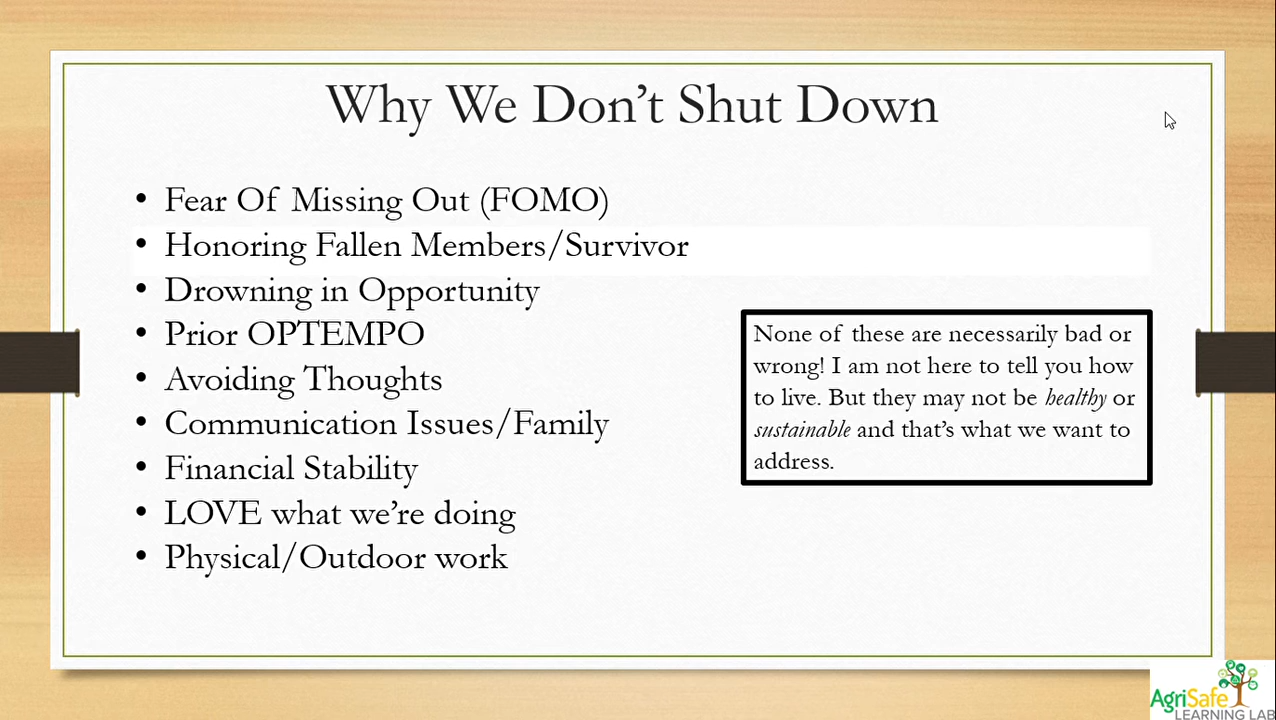 Why We Don't Shut Down
• Fear Of Missing Out (FOMO)
• Honoring Fallen Members/Survivor
• Drowning in Opportunity
• Prior OPTEMPO
• Avoiding Thoughts
• Communication Issues/Family
• Financial Stability
• LOVE what we're doing
• Physical/Outdoor work
None of these are necessarily bad or
wrong! I am not here to tell you how
to live. But they may not be healthy or
sustainable and that's what we want to
address.
AgriSafe
LEARNING LAB